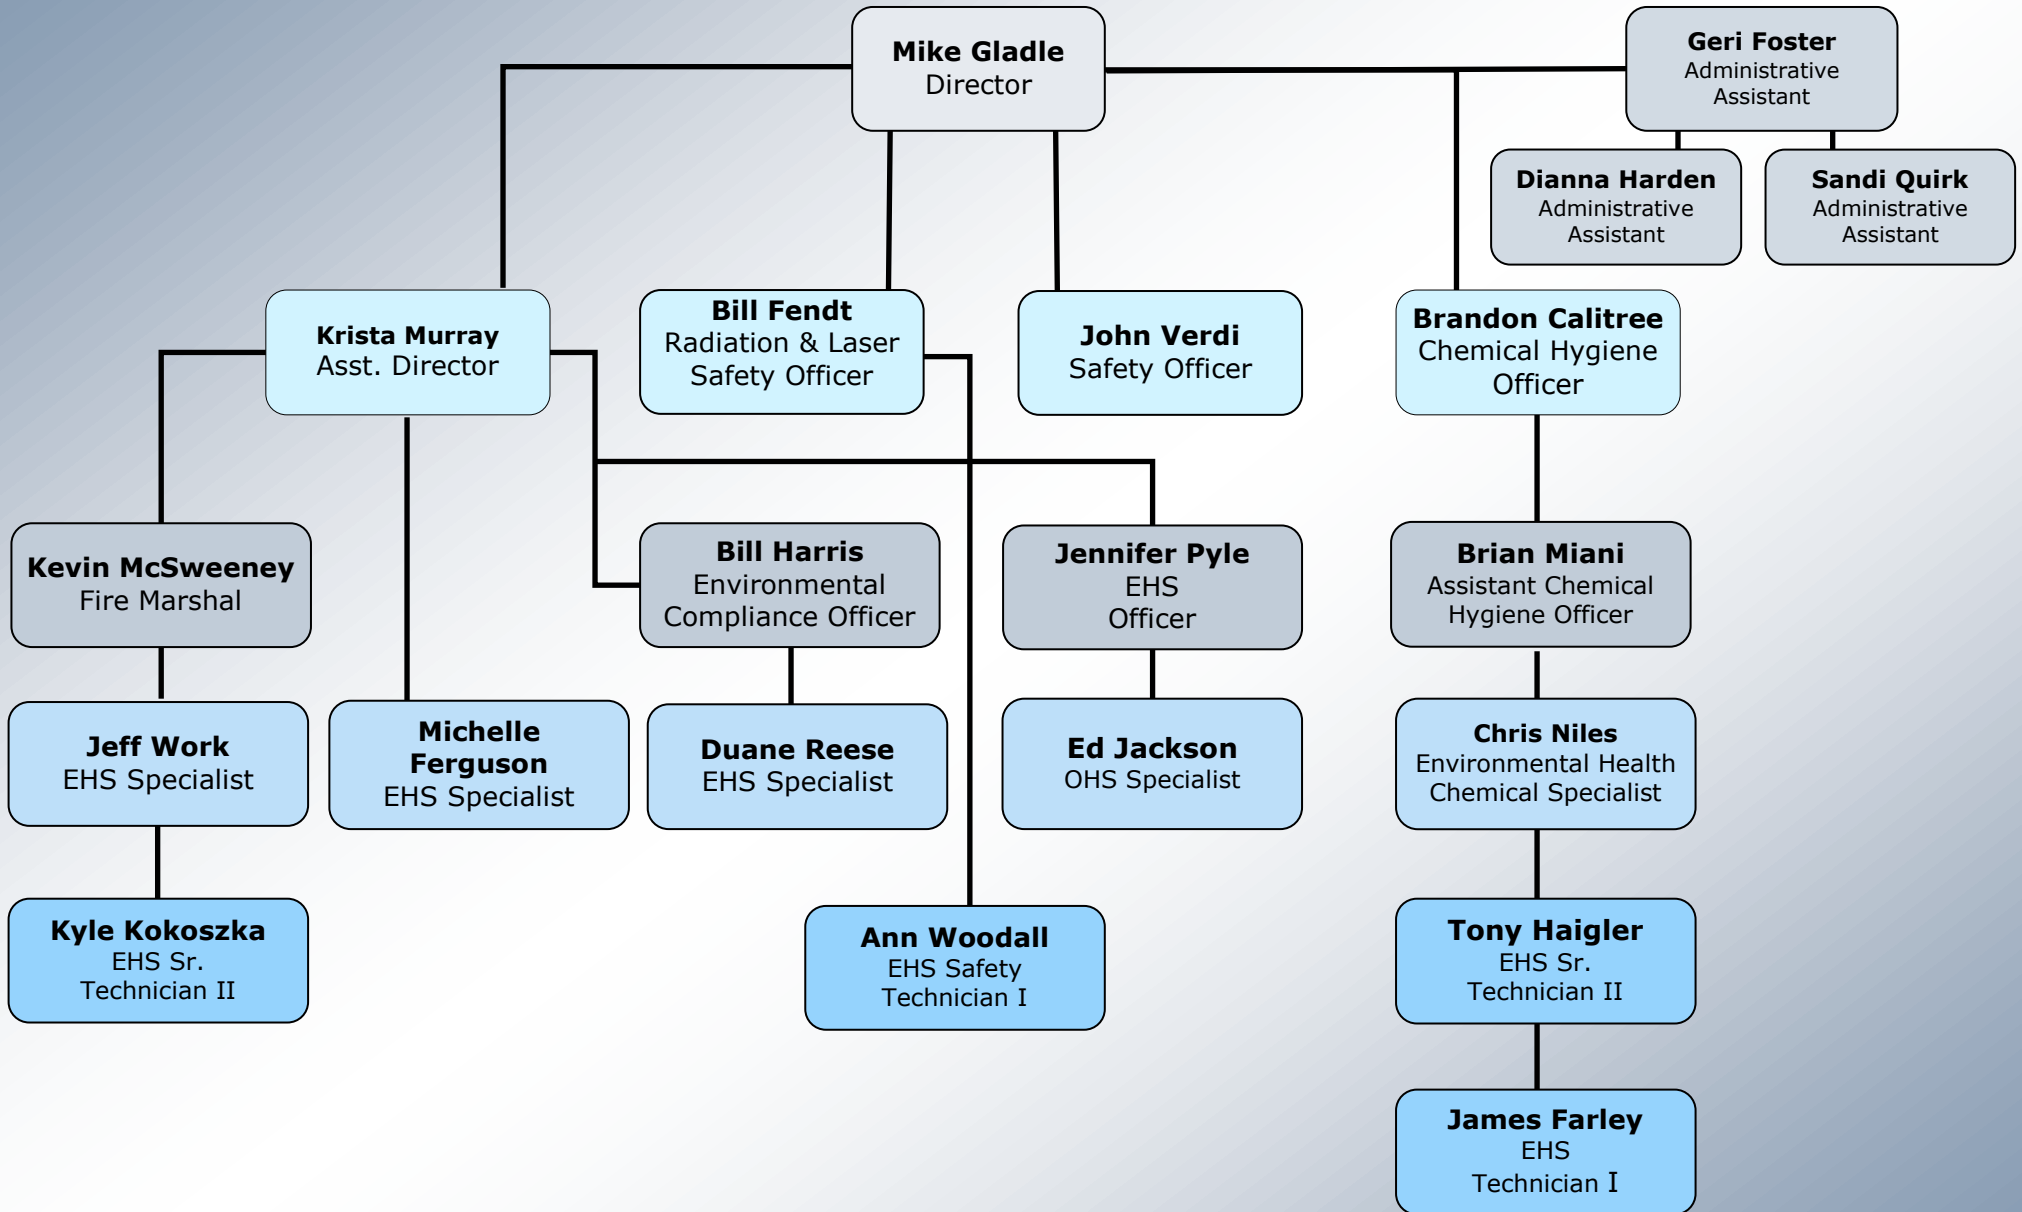 Mike Gladle
Director
Geri Foster
Administrative
Assistant
Dianna Harden
Administrative
Assistant
Sandi Quirk
Administrative
Assistant
Krista Murray
Asst. Director
Bill Fendt
Radiation & Laser
Safety Officer
John Verdi
Safety Officer
Brandon Calitree
Chemical Hygiene
Officer
Kevin McSweeney
Fire Marshal
Bill Harris
Environmental
Compliance Officer
Jennifer Pyle
EHS
Officer
Brian Miani
Assistant Chemical
Hygiene Officer
Jeff Work
EHS Specialist
Michelle
Ferguson
EHS Specialist
Duane Reese
EHS Specialist
Ed Jackson
OHS Specialist
Chris Niles
Environmental Health
Chemical Specialist
Kyle Kokoszka
EHS Sr.
Technician II
Ann Woodall
EHS Safety
Technician I
Tony Haigler
EHS Sr.
Technician II
James Farley
EHS
Technician I